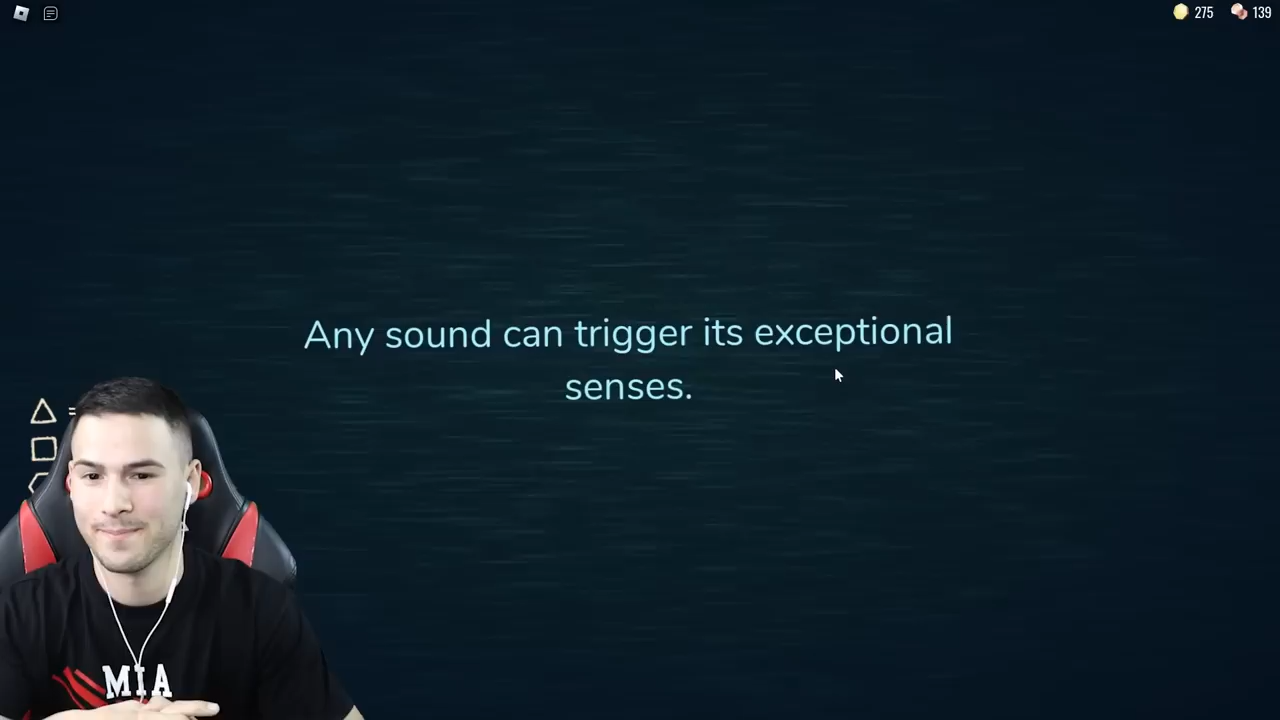 275 139
Any sound can trigger its exceptional
senses.
=
MIA